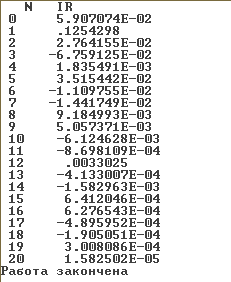 N IR
0 5.907074E-02
1 .1254298
2 2.764155E-02
3 -6.759125E-02
4 1.835491E-03
5 3.515442E-02
6 -1.109755E-02
7 -1.441749E-02
8 9.184993E-03
9 5.057371E-03
10 -6.124628E-03
11 -8.698109E-04
12 .0033025
13 -4.133007E-04
14 -1.582963E-03
15 6.412046E-04
16 6.276543E-04
17 -4.895952E-04
18 -1.905051E-04
19 3.008086E-04
20 1.582502E-05
Работа закончена